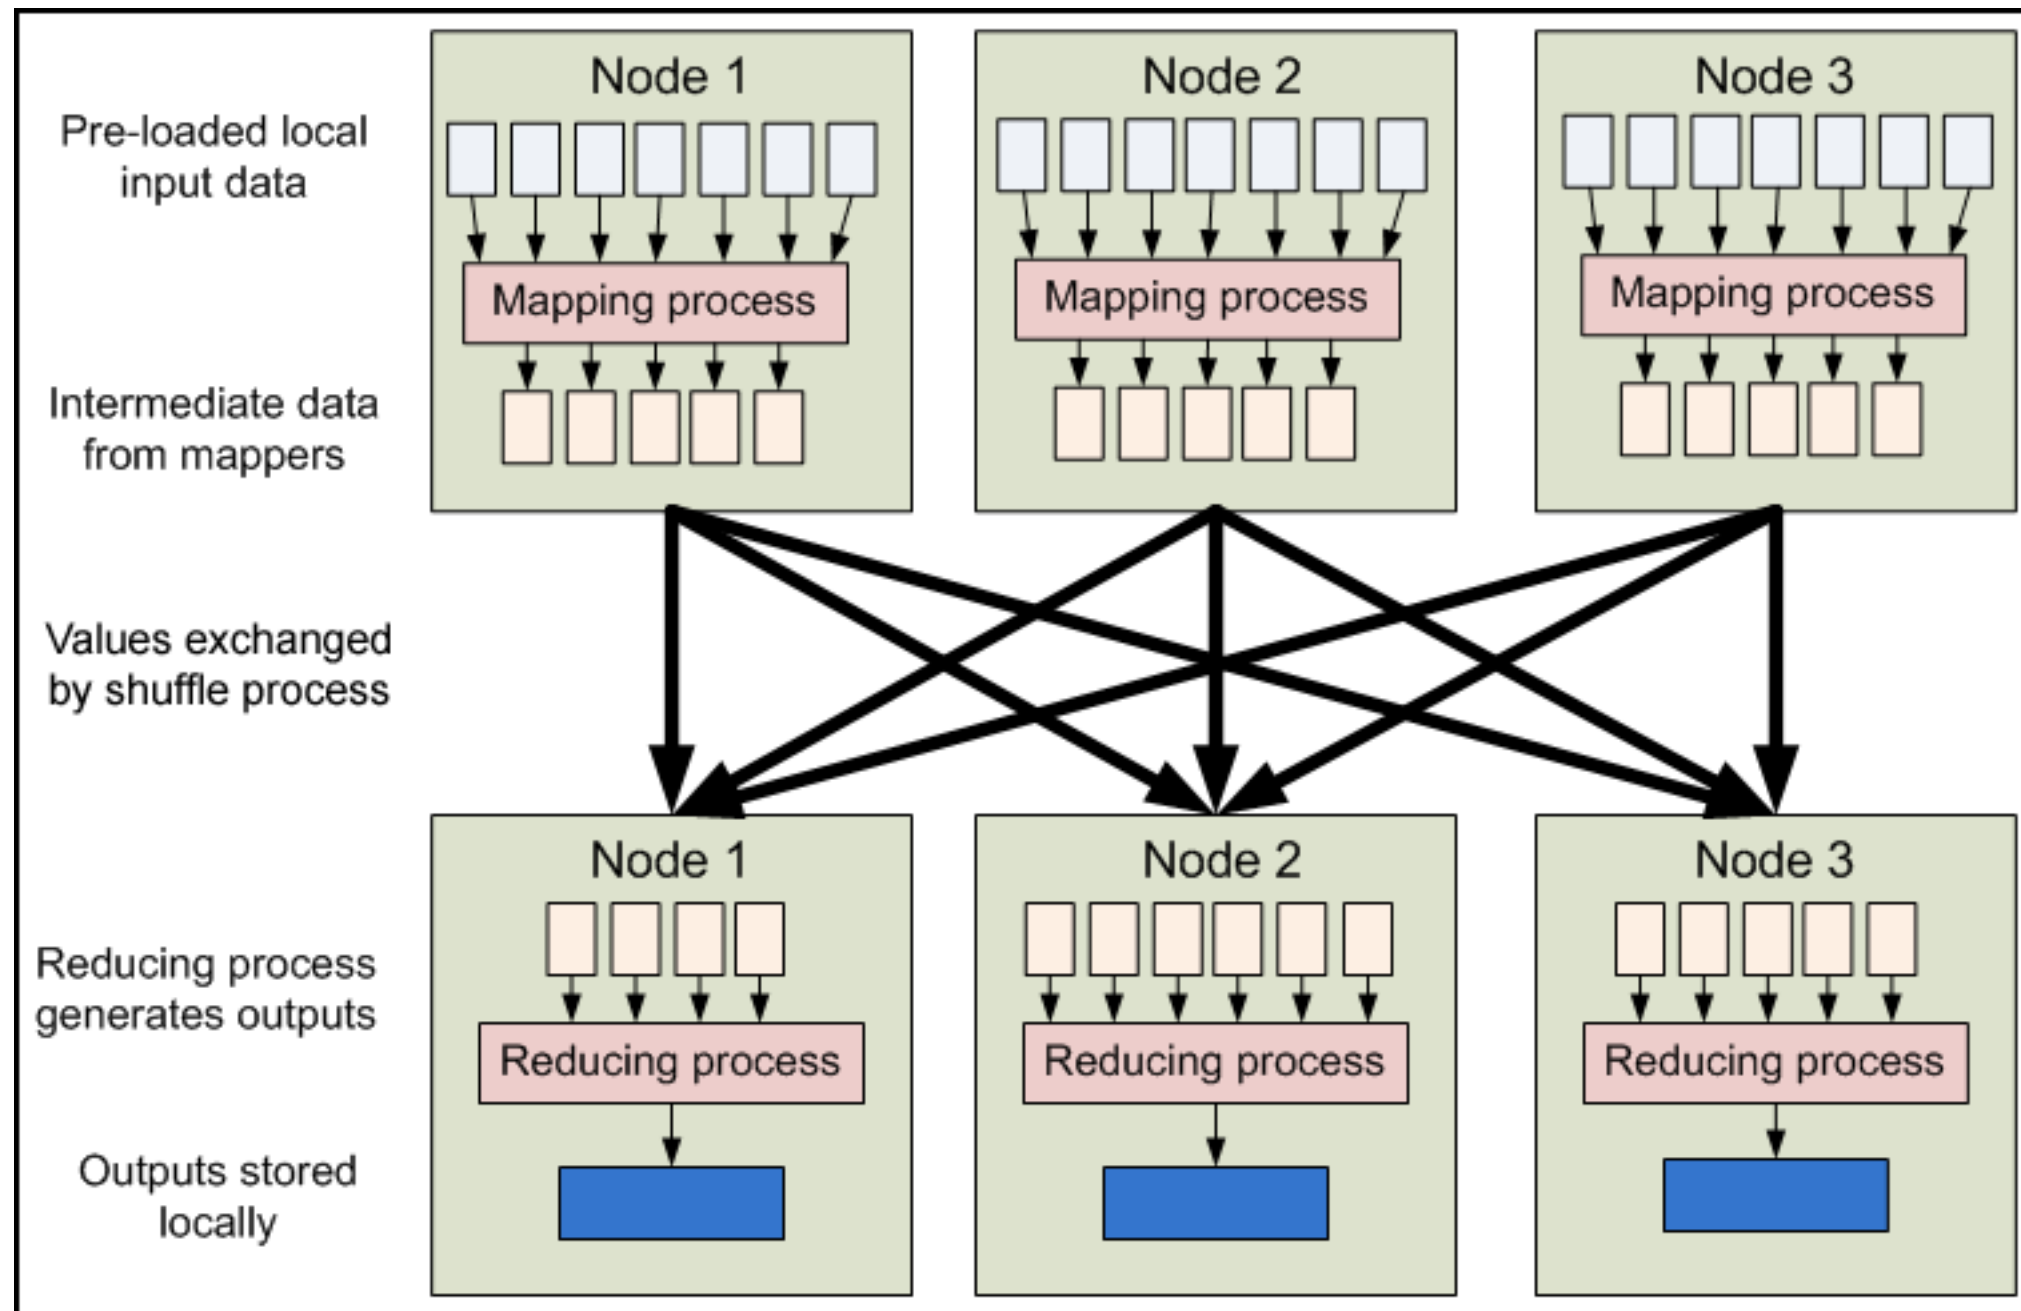 Node 1
Node 2
Node 3
Pre-loaded local
input data
Mapping process
Mapping process
Mapping process
Intermediate data
from mappers
Values exchanged
by shuffle process
Node 1
Node 2
Node 3
Reducing process
generates outputs
Reducing process
Reducing process
Reducing process
Outputs stored
locally